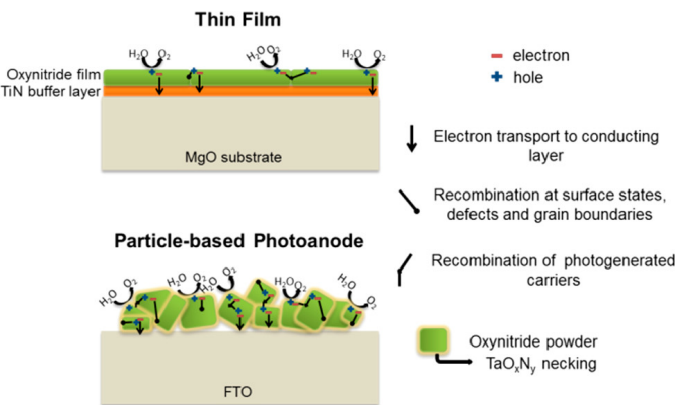 Thin Film
H₂O O₂
H₂O O₂
H₂O O₂
Oxynitride film
TiN buffer layer
MgO substrate
electron
hole
Electron transport to conducting
layer
Recombination at surface states,
defects and grain boundaries
Particle-based Photoanode
Recombination of photogenerated
carriers
H₂O O₂
H₂O O₂
H₂O O₂
H₂O O₂
H₂O O₂
Oxynitride powder
TaOₓNᵧ necking
FTO